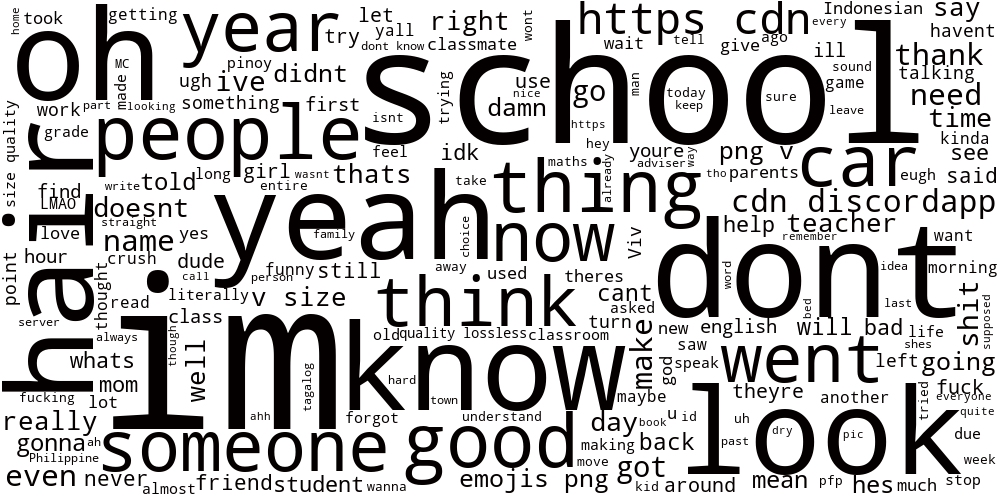 home
took
getting
let
right
https cdn
Indonesian
say
oh
year
try
yall
wont
every
havent
dont know
classmate
wait
tell
give
ago
ill
thank
MC
pinoy
school
sound
talking
ugh
ive
didnt
use
nice
go
man
today
keep
sure
game
need
made
trying
work
part
looking
something
first
damn
leave
time
size quality
grade
people
isnt
https
kinda
hair
feel
idk
hey
youre
png v
car
see
maths
adviser
way
long
girl
wasnt
thats
take
thing
already
tho
parents
eugh
said
find
write
told
entire
LMAO
doesnt
cdn discordapp
straight
yeah
choice
now
Viv
help
teacher
love
name
yes
family
dont
remember
want
hour
crush
dude
point
call
person
funny
still
away
used
theres
word
idea
morning
thought
read
literally
v size
think
cant
asked
bed
last
shit
supposed
server
class
im
turn
new
english
will
bad
life
always
though
old
quality lossless
classroom
make
saw
shes
whats
well
know
god
speak
went
left
going
mom
tagalog
hard
fucking
lot
town
maybe
theyre
another
tried
fuck
everyone
really
ahh
forgot
understand
day
book
u
id
uh
look
quite
gonna
ah
someone
good
making
back
past
dry
pic
due
Philippine
move
got
week
even
never
almost
friend
student
wanna
emojis png
kid
around
mean
pfp
hes
much
stop